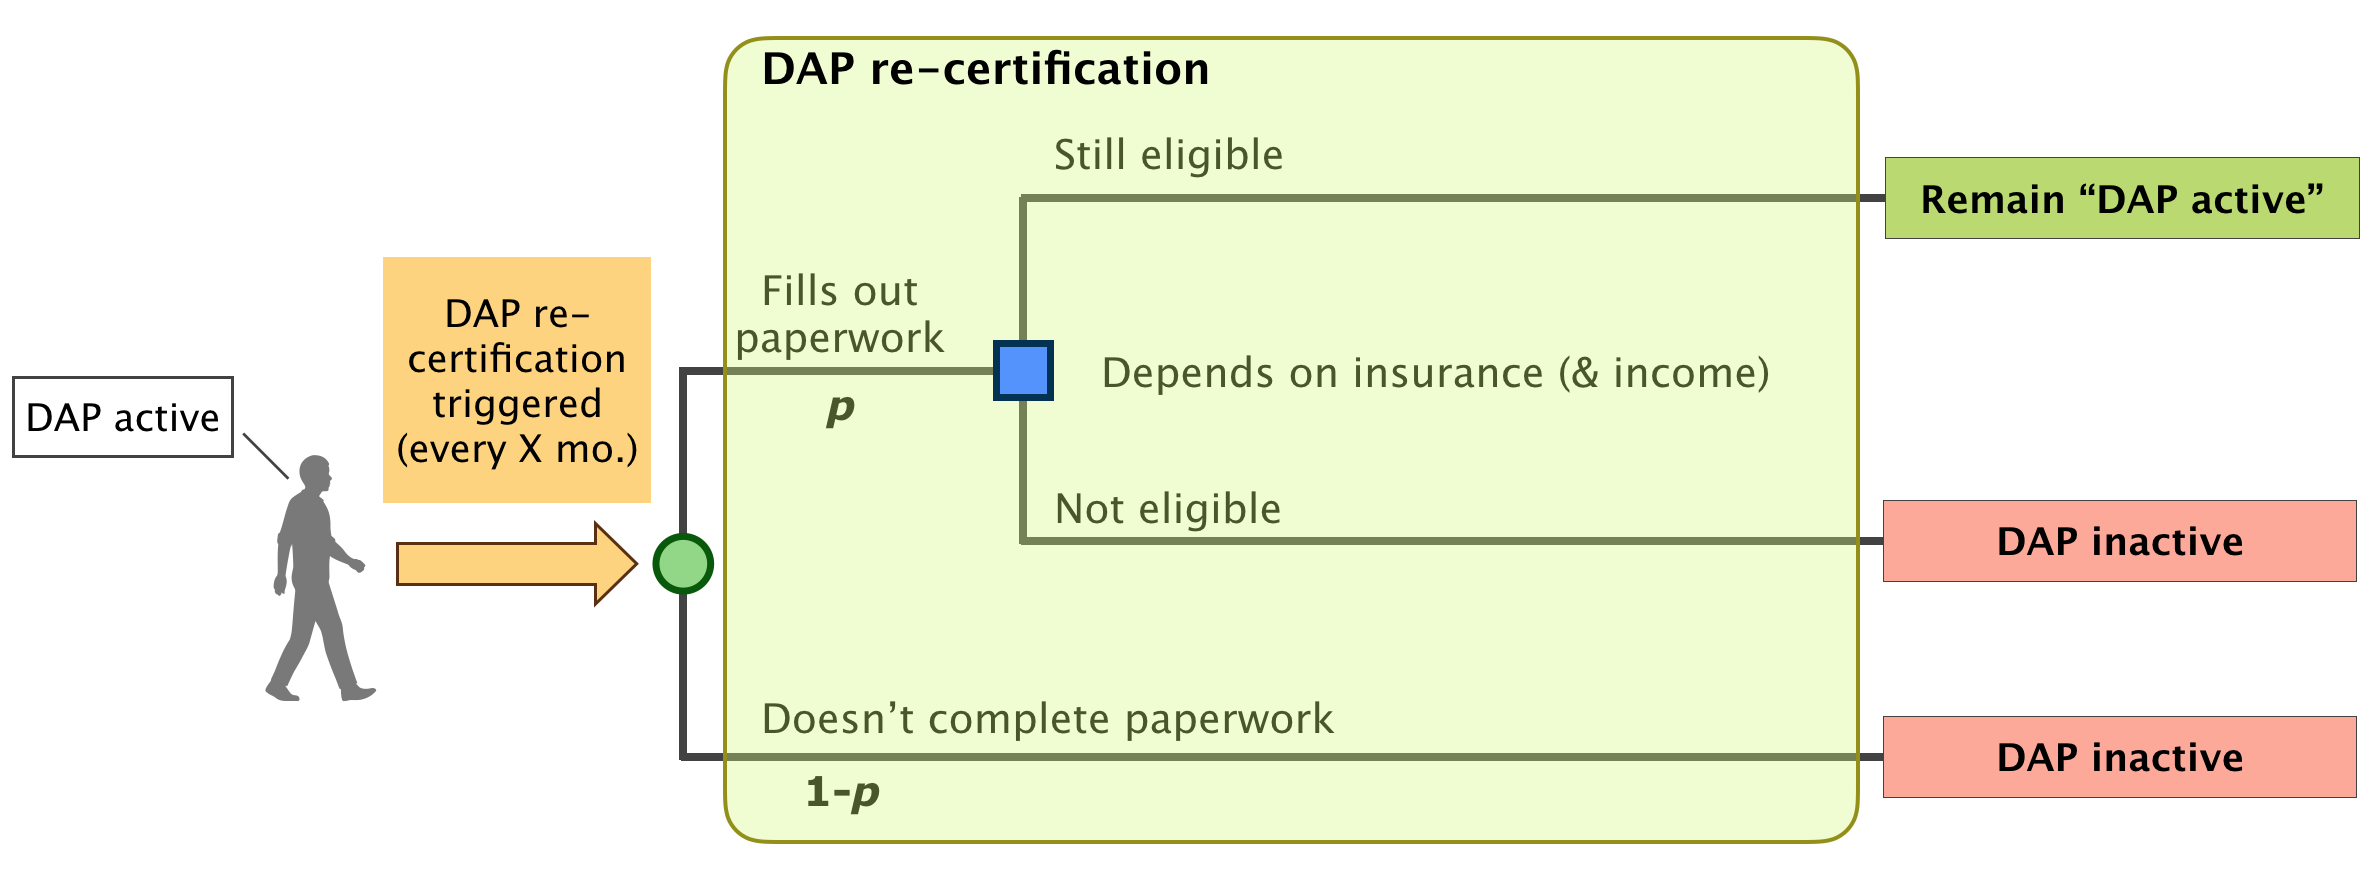 DAP re-certification
Still eligible
Remain “DAP active”
Fills out
paperwork
p
DAP re-
certification
triggered
(every X mo.)
Depends on insurance (& income)
DAP active
Not eligible
DAP inactive
Doesn’t complete paperwork
1-p
DAP inactive